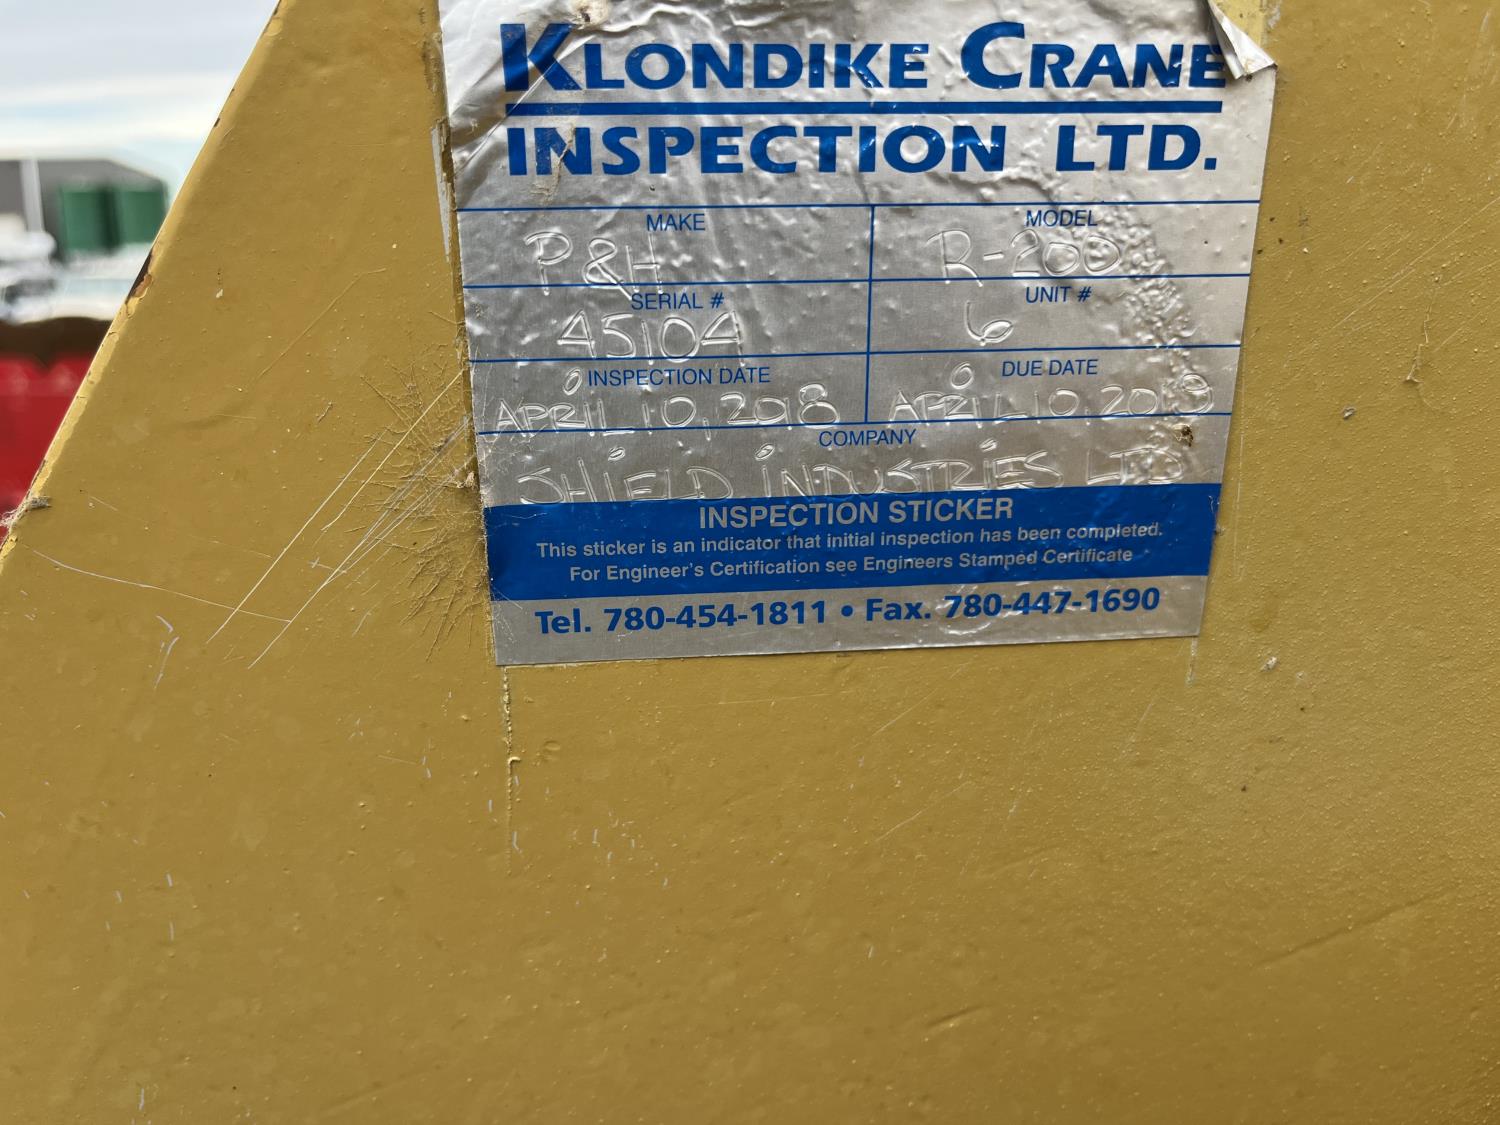 KLONDIKE CRANE
INSPECTION LTD.
MAKE MODEL
P&H R-200
SERIAL # UNIT #
45104 6
INSPECTION DATE DUE DATE
APRIL 10, 2018 APRIL 10, 2019
COMPANY
SHIELD INDUSTRIES LTD
INSPECTION STICKER
This sticker is an indicator that initial inspection has been completed.
For Engineer's Certification see Engineers Stamped Certificate
Tel. 780-454-1811 • Fax. 780-447-1690